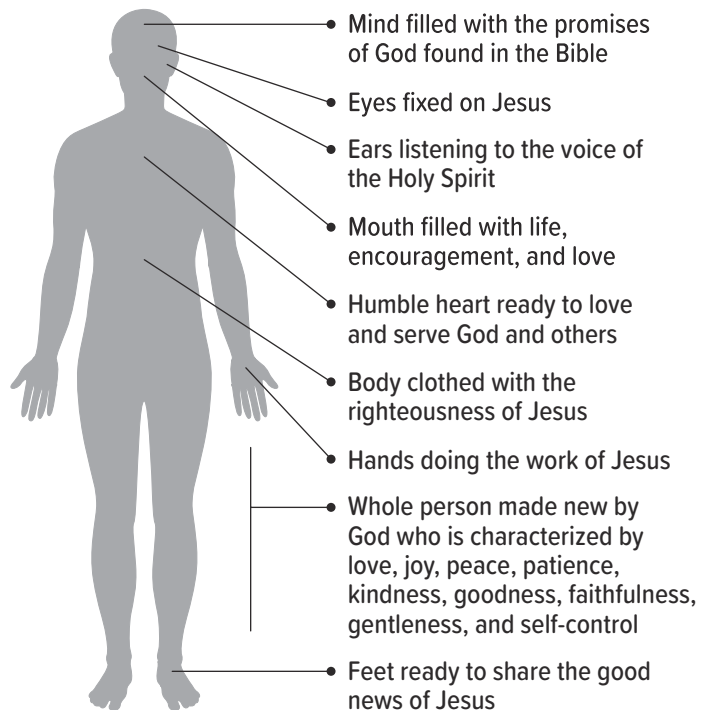 Mind filled with the promises
of God found in the Bible
Eyes fixed on Jesus
Ears listening to the voice of
the Holy Spirit
Mouth filled with life,
encouragement, and love
Humble heart ready to love
and serve God and others
Body clothed with the
righteousness of Jesus
Hands doing the work of Jesus
Whole person made new by
God who is characterized by
love, joy, peace, patience,
kindness, goodness, faithfulness,
gentleness, and self-control
Feet ready to share the good
news of Jesus